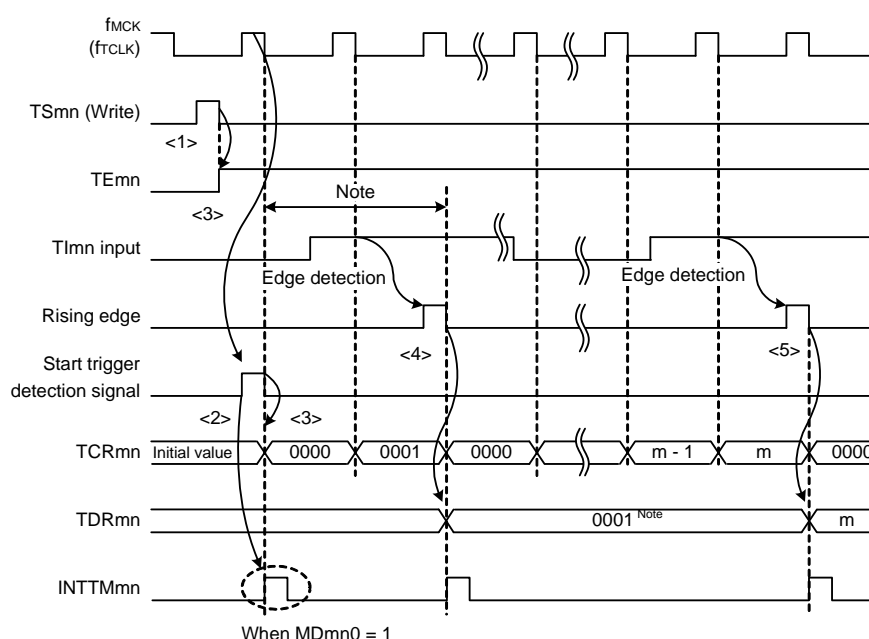 fMCK
(fTCLK)
TSmn (Write)
<1>
TEmn
<3>
Note
TImn input
Edge detection
Edge detection
Rising edge
<4>
<5>
Start trigger
detection signal
<2>
<3>
TCRmn
Initial value
0000
0001
0000
m - 1
m
0000
TDRmn
0001 Note
m
INTTMmn
When MDmn0 = 1